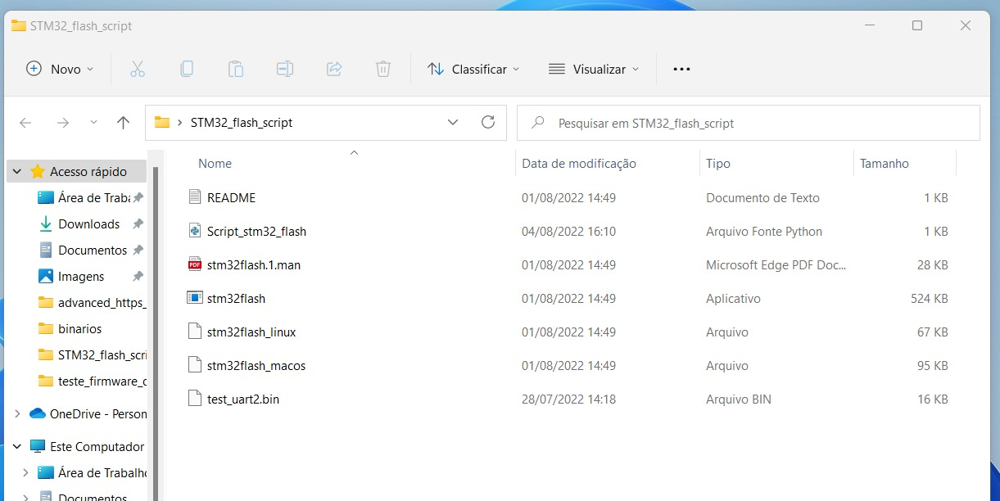 STM32_flash_script
Novo
Classificar
Visualizar
STM32_flash_script
Pesquisar em STM32_flash_script
Nome Data de modificação Tipo Tamanho
Acesso rápido
Área de Traba
Downloads
Documentos
Imagens
advanced_https_
binarios
STM32_flash_scri
teste_firmware_c
OneDrive - Person
Este Computador
Área de Trabalho
Documentos
README 01/08/2022 14:49 Documento de Texto 1 KB
Script_stm32_flash 04/08/2022 16:10 Arquivo Fonte Python 1 KB
PDF stm32flash.1.man 01/08/2022 14:49 Microsoft Edge PDF Doc... 28 KB
stm32flash 01/08/2022 14:49 Aplicativo 524 KB
stm32flash_linux 01/08/2022 14:49 Arquivo 67 KB
stm32flash_macos 01/08/2022 14:49 Arquivo 95 KB
test_uart2.bin 28/07/2022 14:18 Arquivo BIN 16 KB